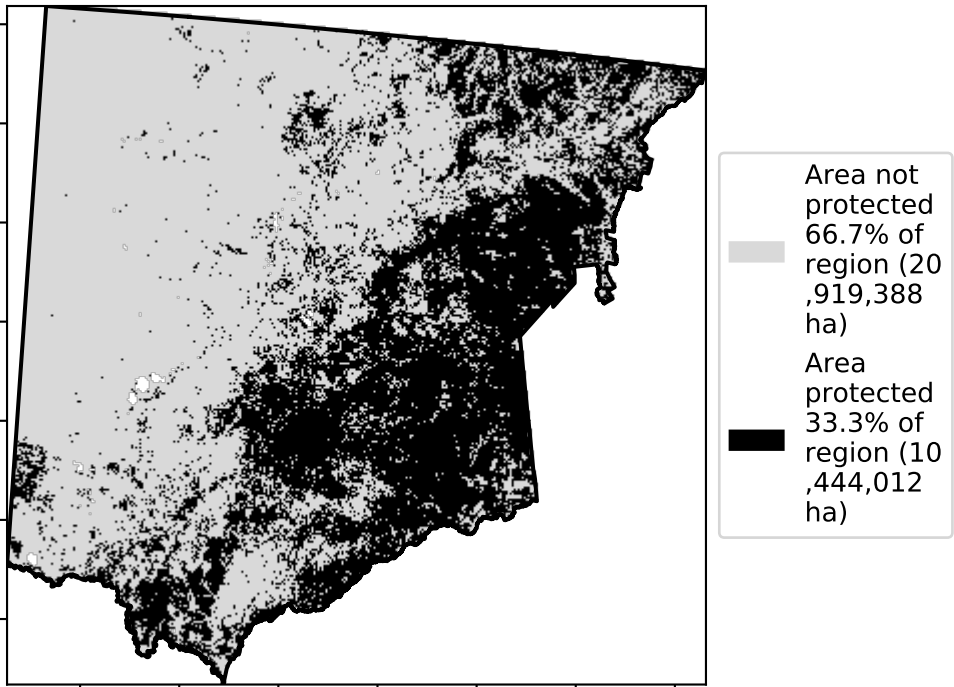 Area not
protected
66.7% of
region (20
,919,388
ha)
Area
protected
33.3% of
region (10
,444,012
ha)